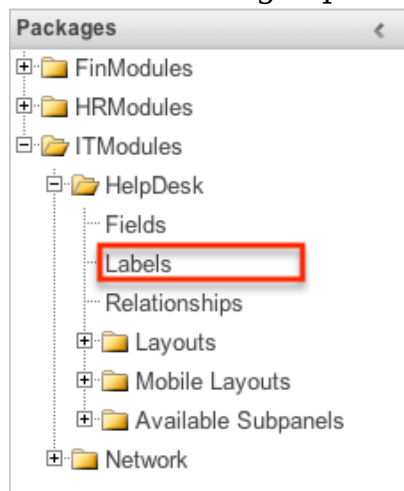 Packages <
FinModules
HRModules
ITModules
HelpDesk
Fields
Labels
Relationships
Layouts
Mobile Layouts
Available Subpanels
Network